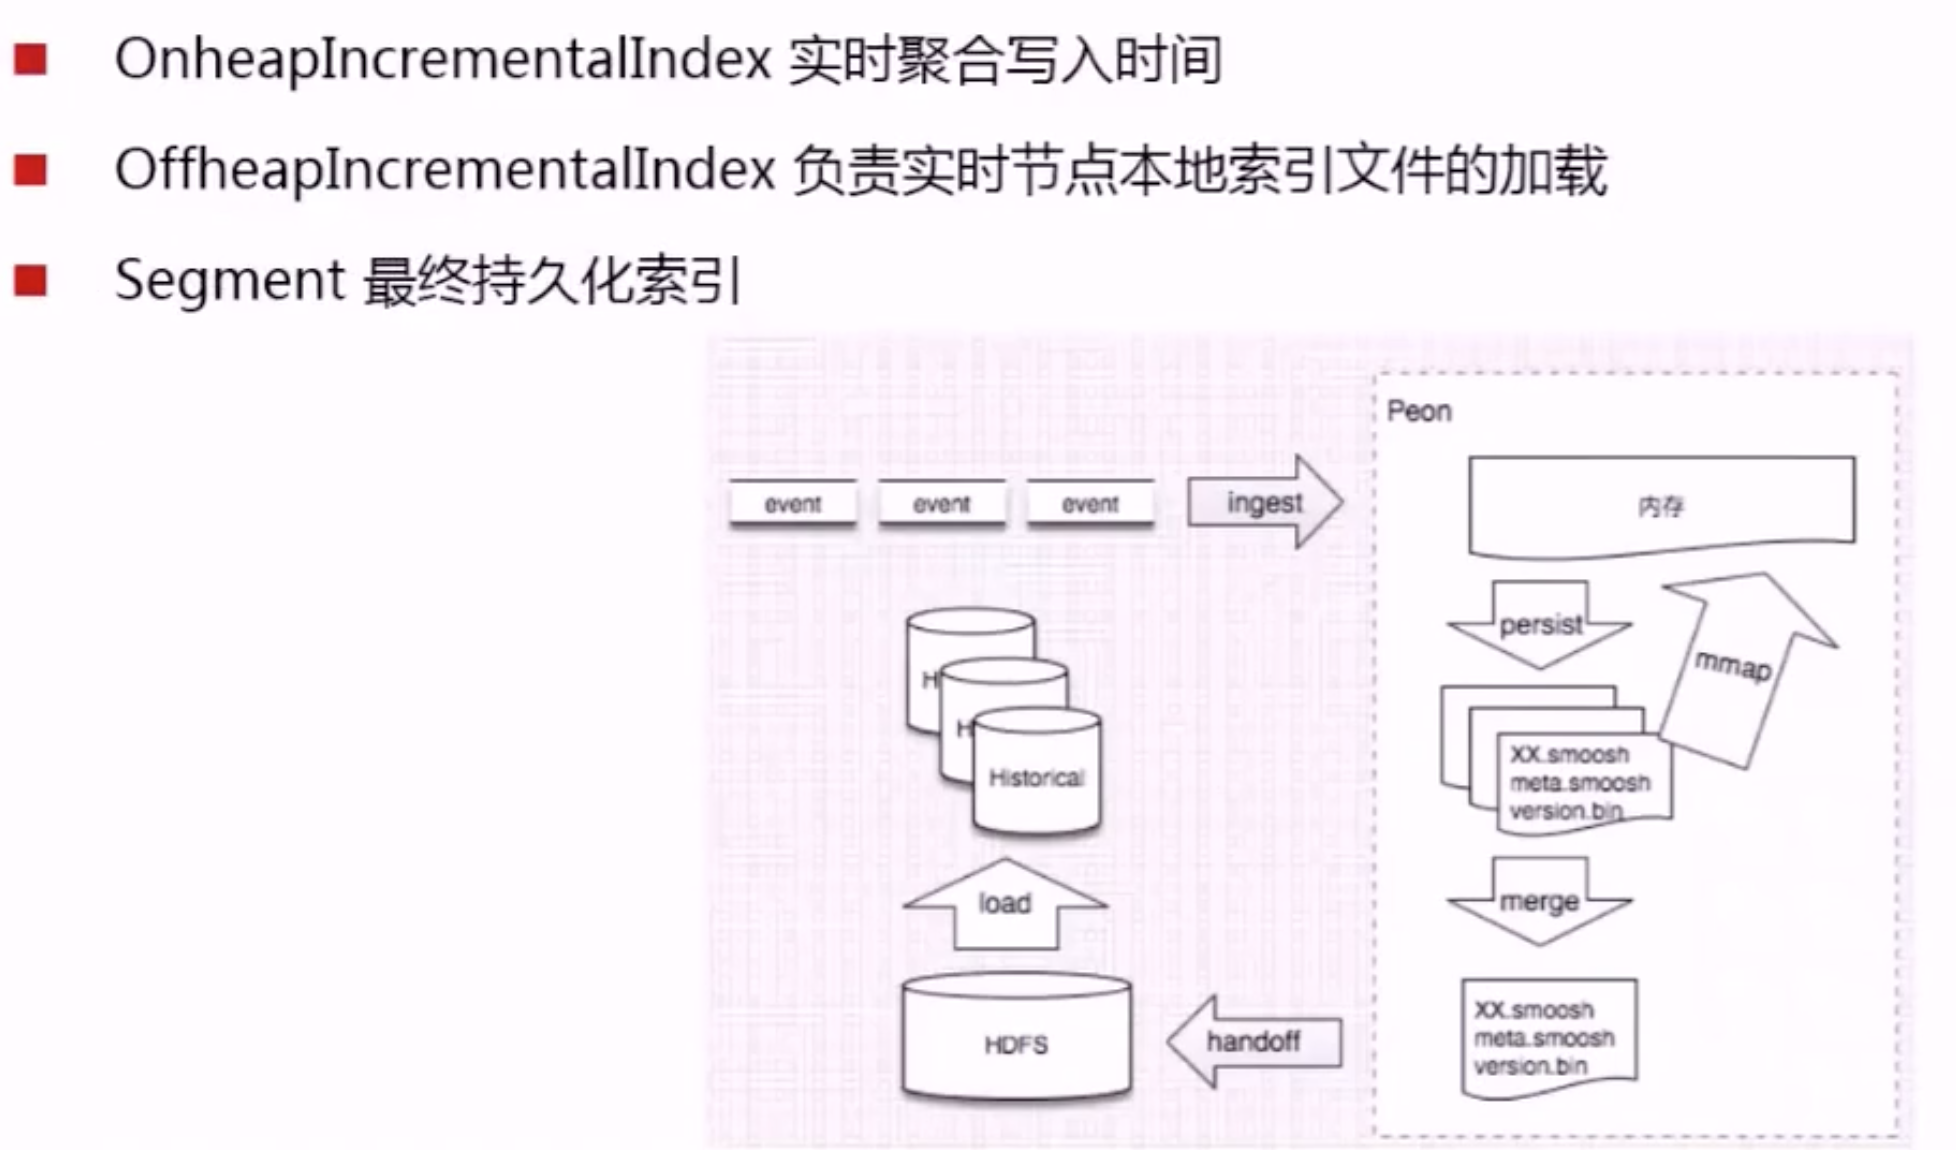 OnheapIncrementalIndex 实时聚合写入时间
OffheapIncrementalIndex 负责实时节点本地索引文件的加载
Segment 最终持久化索引
Peon
event event event ingest
内存
persist
mmap
H
H
Historical
XX.smoosh
meta.smoosh
version.bin
load
merge
HDFS
handoff
XX.smoosh
meta.smoosh
version.bin